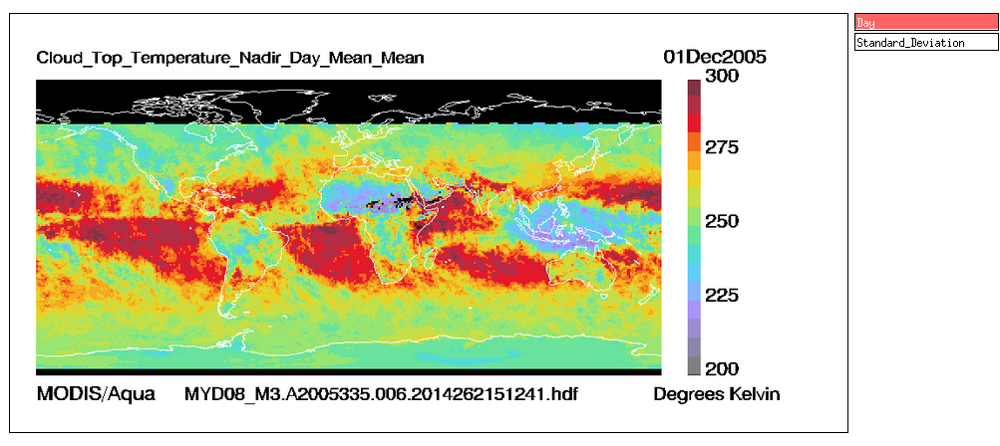 Day
Standard_Deviation
Cloud_Top_Temperature_Nadir_Day_Mean_Mean
01Dec2005
300
275
250
225
200
MODIS/Aqua
MYD08_M3.A2005335.006.2014262151241.hdf
Degrees Kelvin